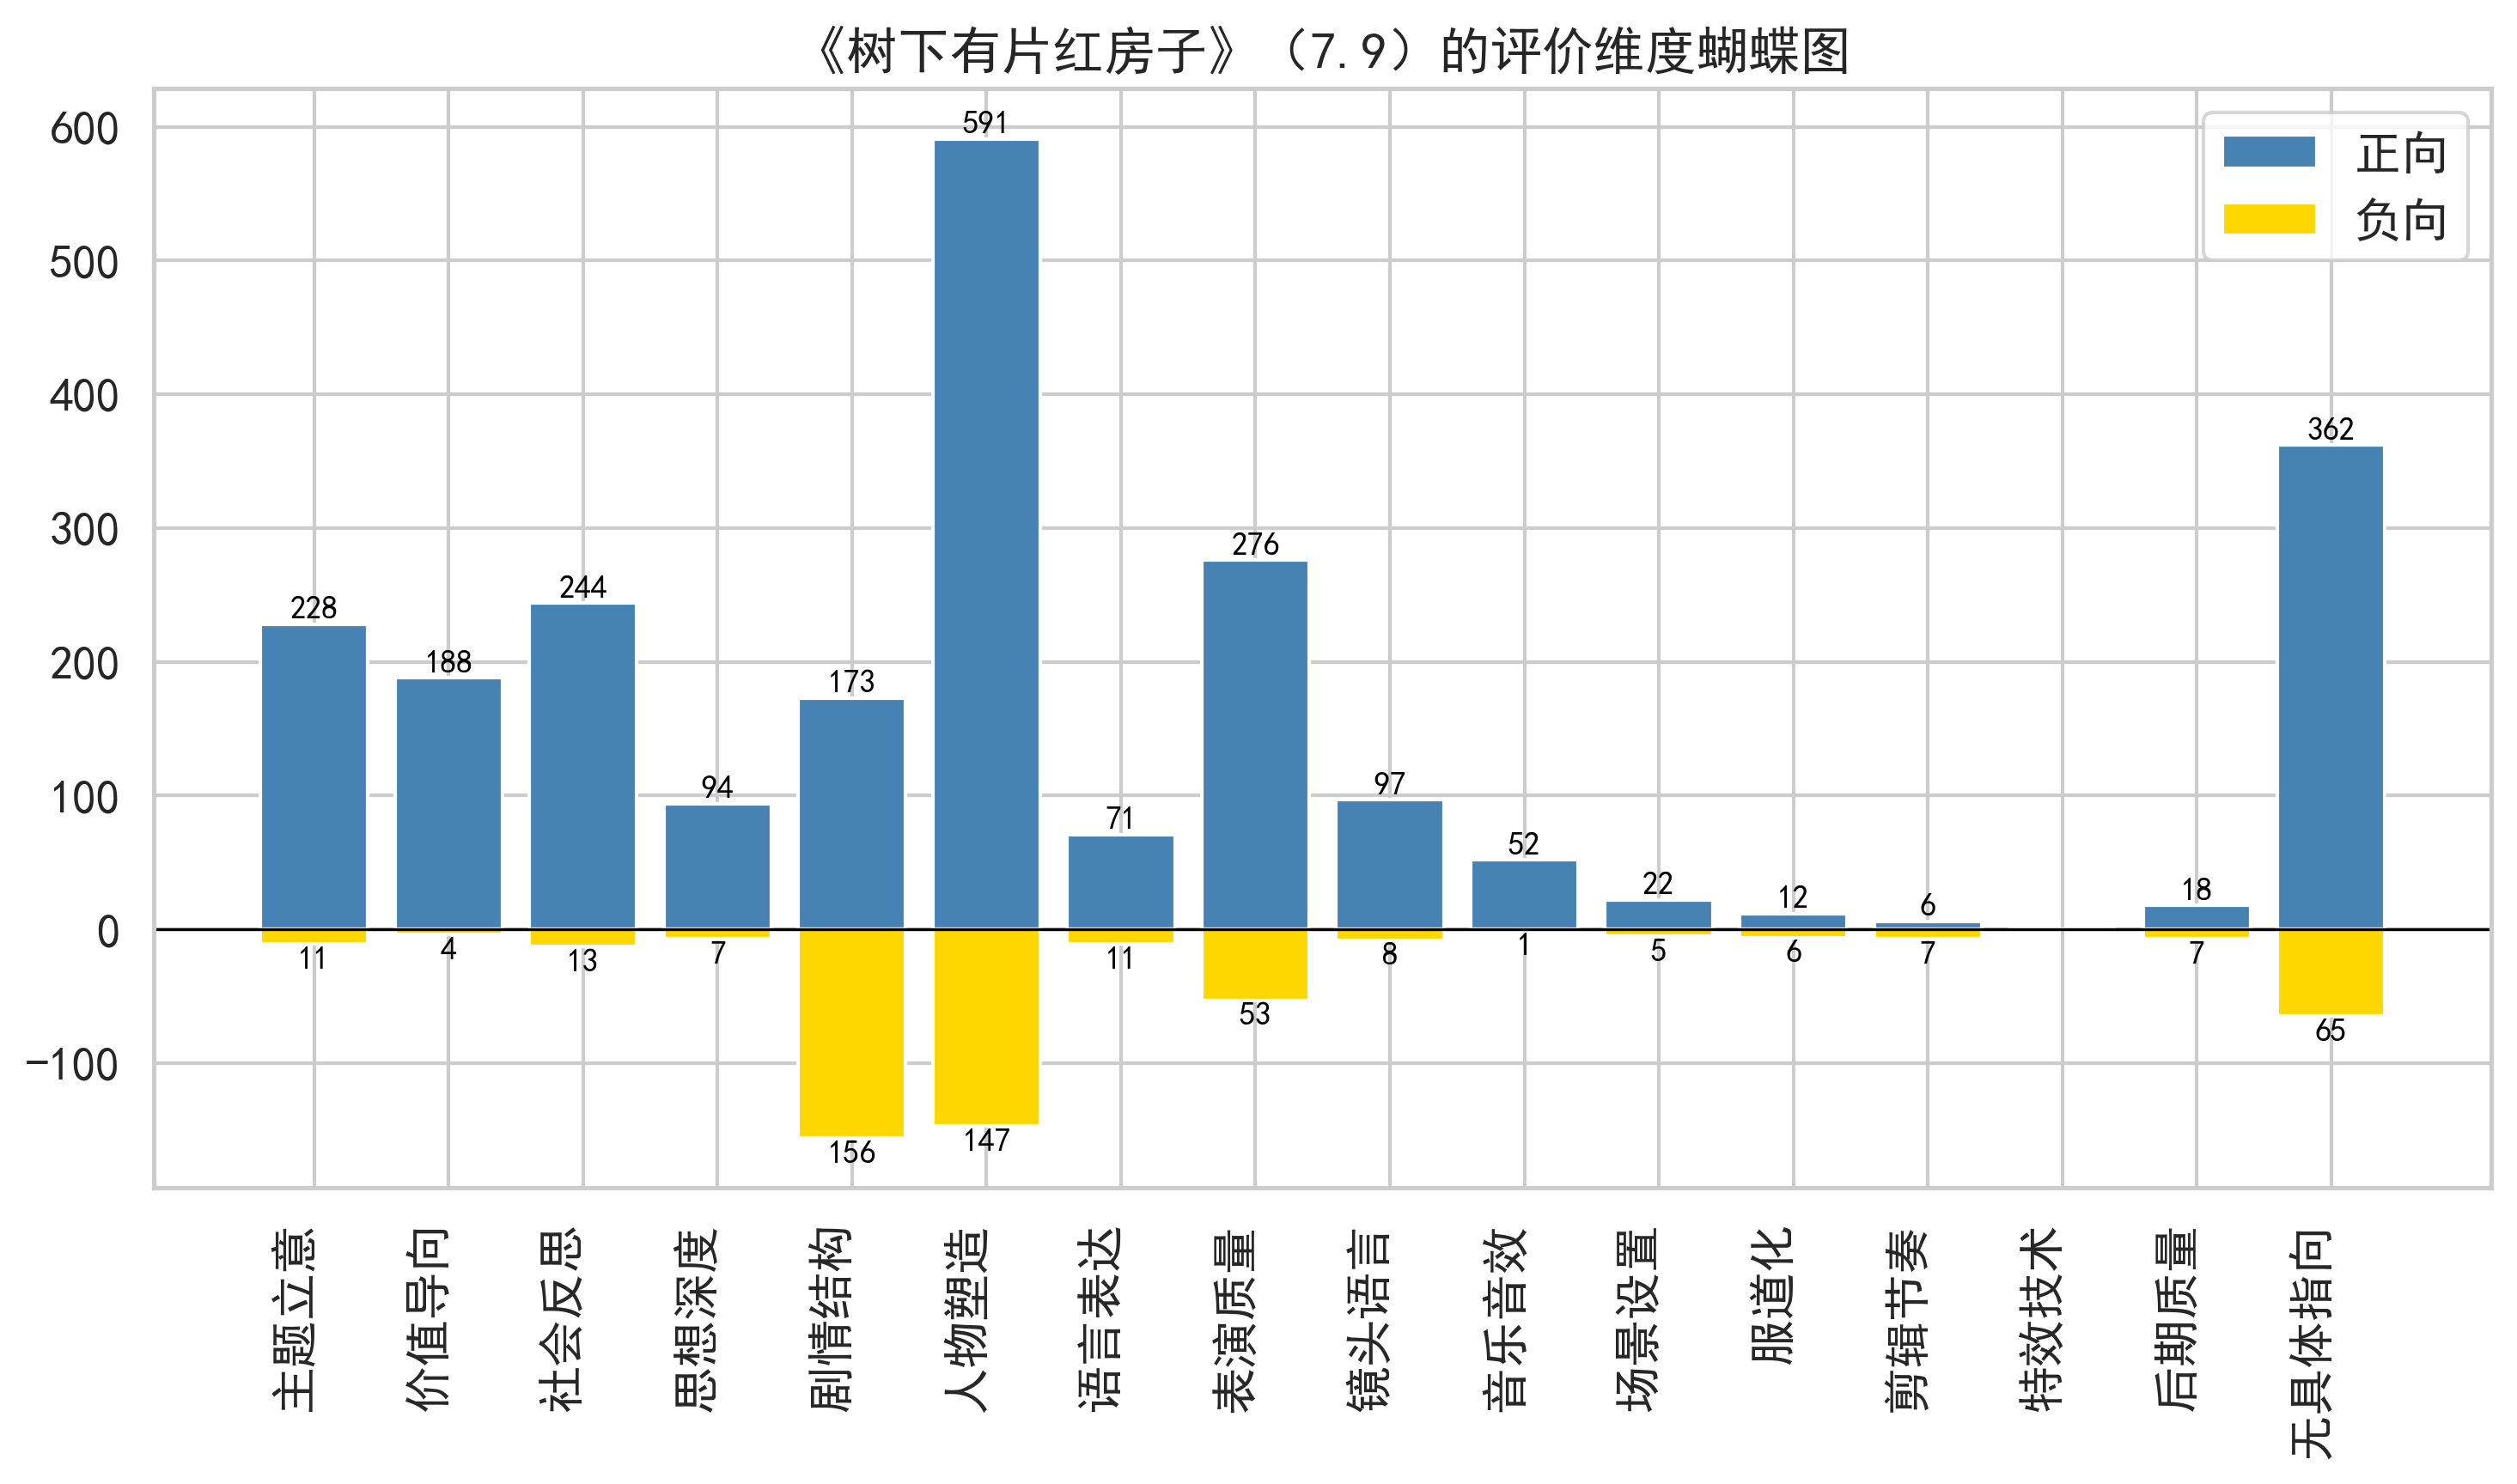 《树下有片红房子》（7.9）的评价维度蝴蝶图
正向
负向
600
500
400
300
200
100
0
−100
228
188
244
94
173
591
71
276
97
52
22
12
6
18
362
11
4
13
7
156
147
11
53
8
1
5
6
7
7
65
主题立意
价值导向
社会反思
思想深度
剧情结构
人物塑造
语言表达
表演质量
镜头语言
音乐音效
场景设置
服道化
剪辑节奏
特效技术
后期质量
无具体指向